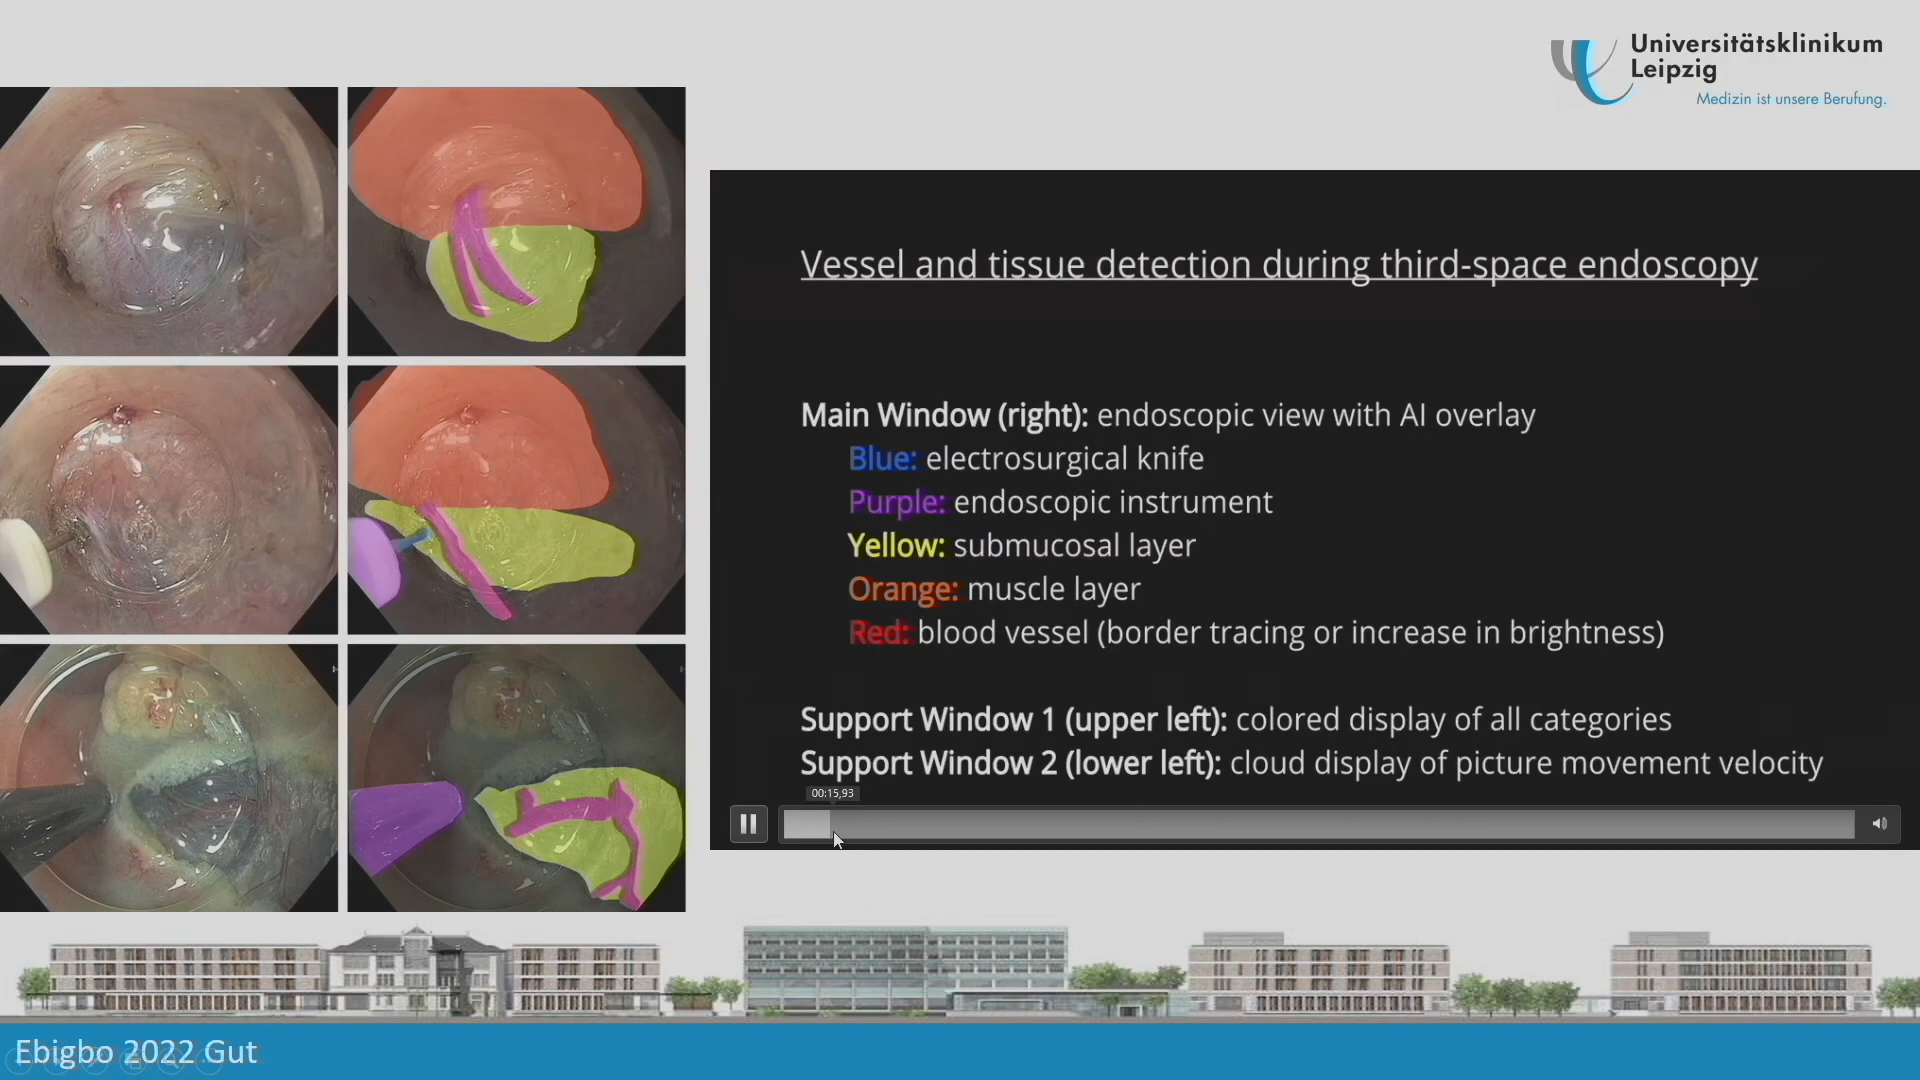 Universitätsklinikum
Leipzig
Medizin ist unsere Berufung.
Vessel and tissue detection during third-space endoscopy
Main Window (right): endoscopic view with AI overlay
Blue: electrosurgical knife
Purple: endoscopic instrument
Yellow: submucosal layer
Orange: muscle layer
Red: blood vessel (border tracing or increase in brightness)
Support Window 1 (upper left): colored display of all categories
Support Window 2 (lower left): cloud display of picture movement velocity
00:15,93
Ebigbo 2022 Gut